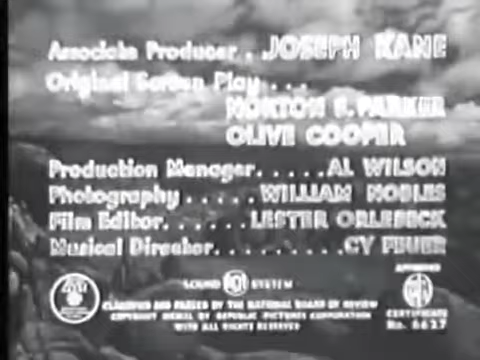 Associate Producer . . JOSEPH KANE
Original Screen Play . . .
NORTON S. PARKER
OLIVE COOPER
Production Manager . . . . . AL WILSON
Photography . . . . . WILLIAM NOBLES
Film Editor . . . . . . LESTER ORLEBECK
Musical Director . . . . . . . . . CY FEUER
SOUND RCA SYSTEM
APPROVED
CLASSIFIED AND PASSED BY THE NATIONAL BOARD OF REVIEW
COPYRIGHT BY REPUBLIC PICTURES CORPORATION
WITH ALL RIGHTS RESERVED
CERTIFICATE
No. 6627